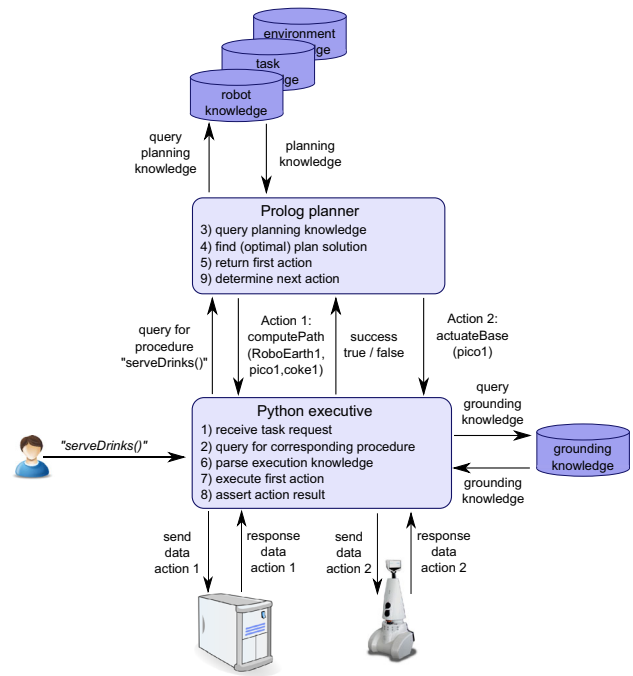 environment
ge
task
ge
robot
knowledge
query
planning
knowledge
planning
knowledge
Prolog planner
3) query planning knowledge
4) find (optimal) plan solution
5) return first action
9) determine next action
query for
procedure
"serveDrinks()"
Action 1:
computePath
(RoboEarth1,
pico1,coke1)
success
true / false
Action 2:
actuateBase
(pico1)
Python executive
1) receive task request
2) query for corresponding procedure
6) parse execution knowledge
7) execute first action
8) assert action result
"serveDrinks()"
query
grounding
knowledge
grounding
knowledge
grounding
knowledge
send
data
action 1
response
data
action 1
send
data
action 2
response
data
action 2